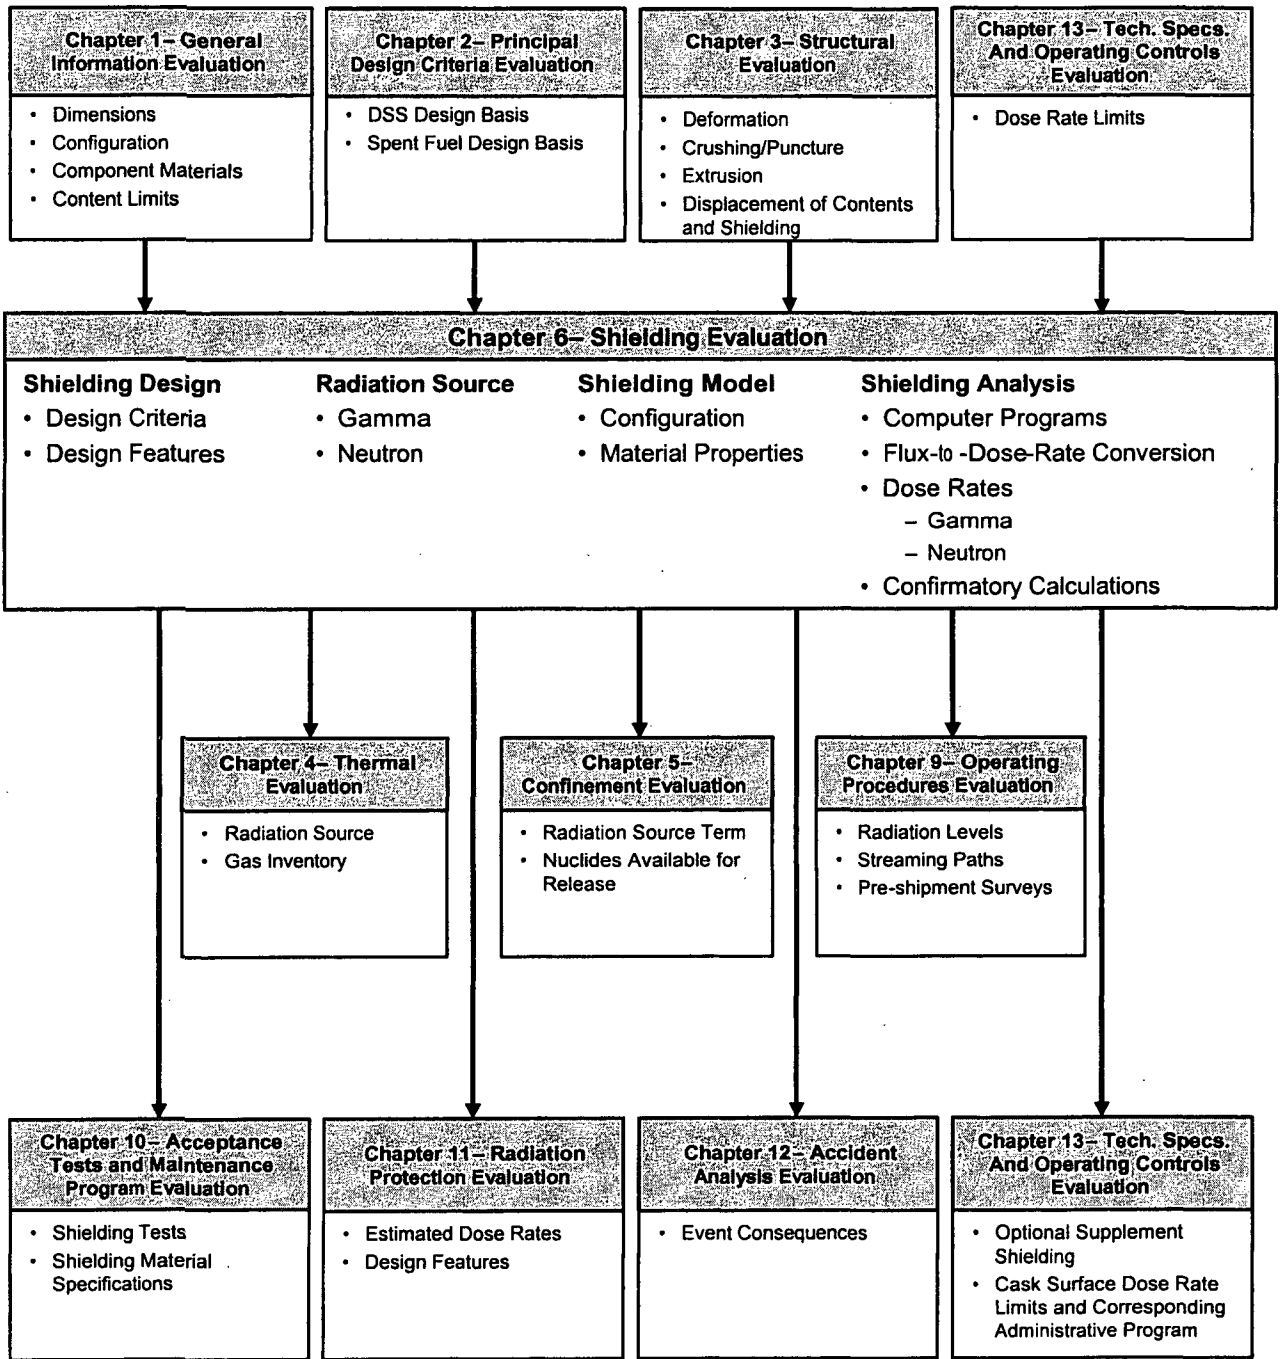 Chapter 1– General
Information Evaluation
• Dimensions
• Configuration
• Component Materials
• Content Limits
Chapter 2– Principal
Design Criteria Evaluation
• DSS Design Basis
• Spent Fuel Design Basis
Chapter 3– Structural
Evaluation
• Deformation
• Crushing/Puncture
• Extrusion
• Displacement of Contents
and Shielding
Chapter 13– Tech. Specs.
And Operating Controls
Evaluation
• Dose Rate Limits
Chapter 6– Shielding Evaluation
Shielding Design
• Design Criteria
• Design Features
Radiation Source
• Gamma
• Neutron
Shielding Model
• Configuration
• Material Properties
Shielding Analysis
• Computer Programs
• Flux-to -Dose-Rate Conversion
• Dose Rates
– Gamma
– Neutron
• Confirmatory Calculations
Chapter 4– Thermal
Evaluation
• Radiation Source
• Gas Inventory
Chapter 5–
Confinement Evaluation
• Radiation Source Term
• Nuclides Available for
Release
Chapter 9– Operating
Procedures Evaluation
• Radiation Levels
• Streaming Paths
• Pre-shipment Surveys
Chapter 10– Acceptance
Tests and Maintenance
Program Evaluation
• Shielding Tests
• Shielding Material
Specifications
Chapter 11– Radiation
Protection Evaluation
• Estimated Dose Rates
• Design Features
Chapter 12– Accident
Analysis Evaluation
• Event Consequences
Chapter 13– Tech. Specs.
And Operating Controls
Evaluation
• Optional Supplement
Shielding
• Cask Surface Dose Rate
Limits and Corresponding
Administrative Program